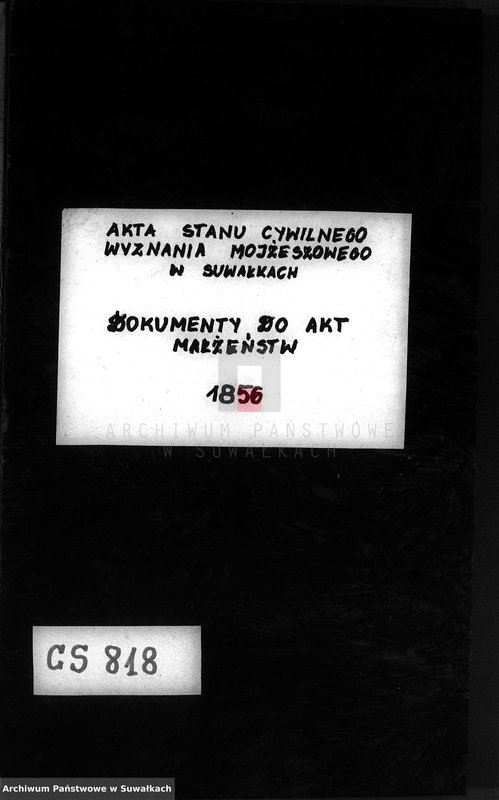 AKTA STANU CYWILNEGO
WYZNANIA MOJŻESZOWEGO
W SUWAŁKACH
DOKUMENTY DO AKT
MAŁŻEŃSTW
1856
ARCHIWUM PAŃSTWOWE
W SUWAŁKACH
CS 818
Archiwum Państwowe w Suwałkach